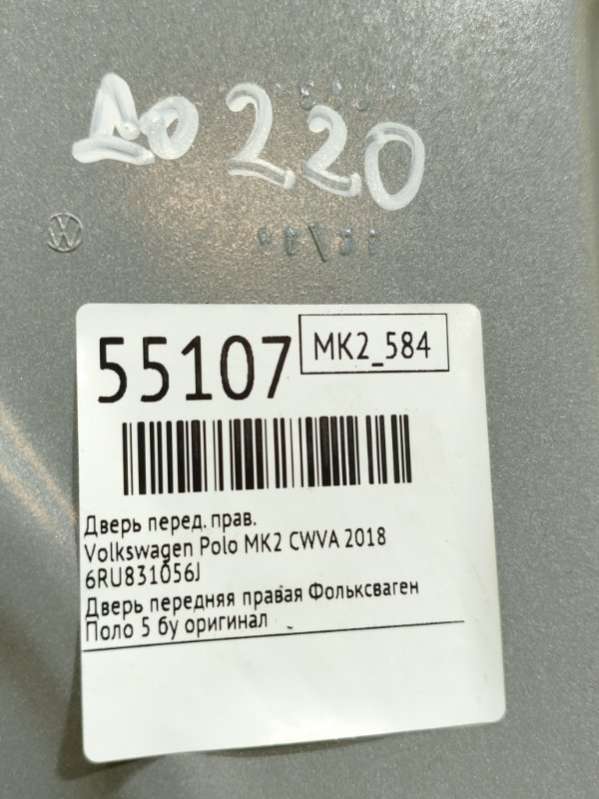 До 220
55107
MK2_584
Дверь перед. прав.
Volkswagen Polo MK2 CWVA 2018
6RU831056J
Дверь передняя правая Фольксваген
Поло 5 бу оригинал